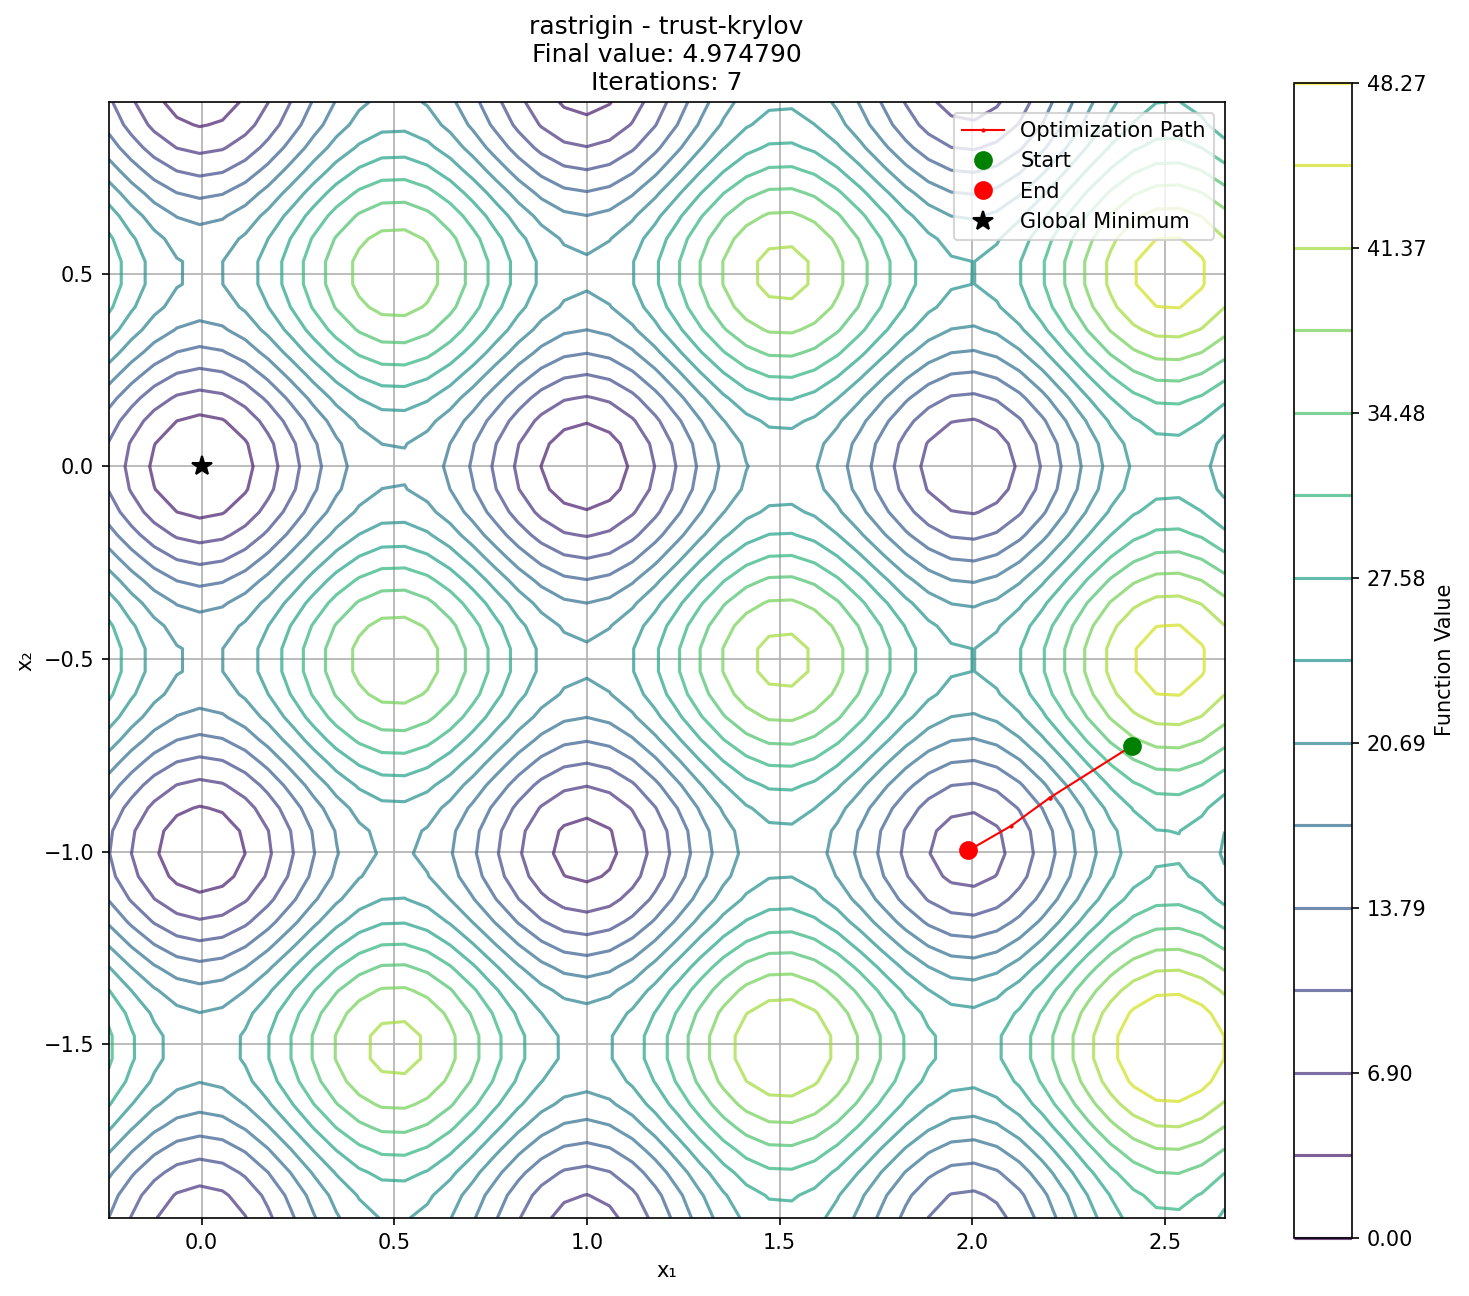 rastrigin - trust-krylov
Final value: 4.974790
Iterations: 7
Optimization Path
Start
End
Global Minimum
0.5
0.0
−0.5
−1.0
−1.5
x₂
0.0
0.5
1.0
1.5
2.0
2.5
x₁
48.27
41.37
34.48
27.58
20.69
13.79
6.90
0.00
Function Value